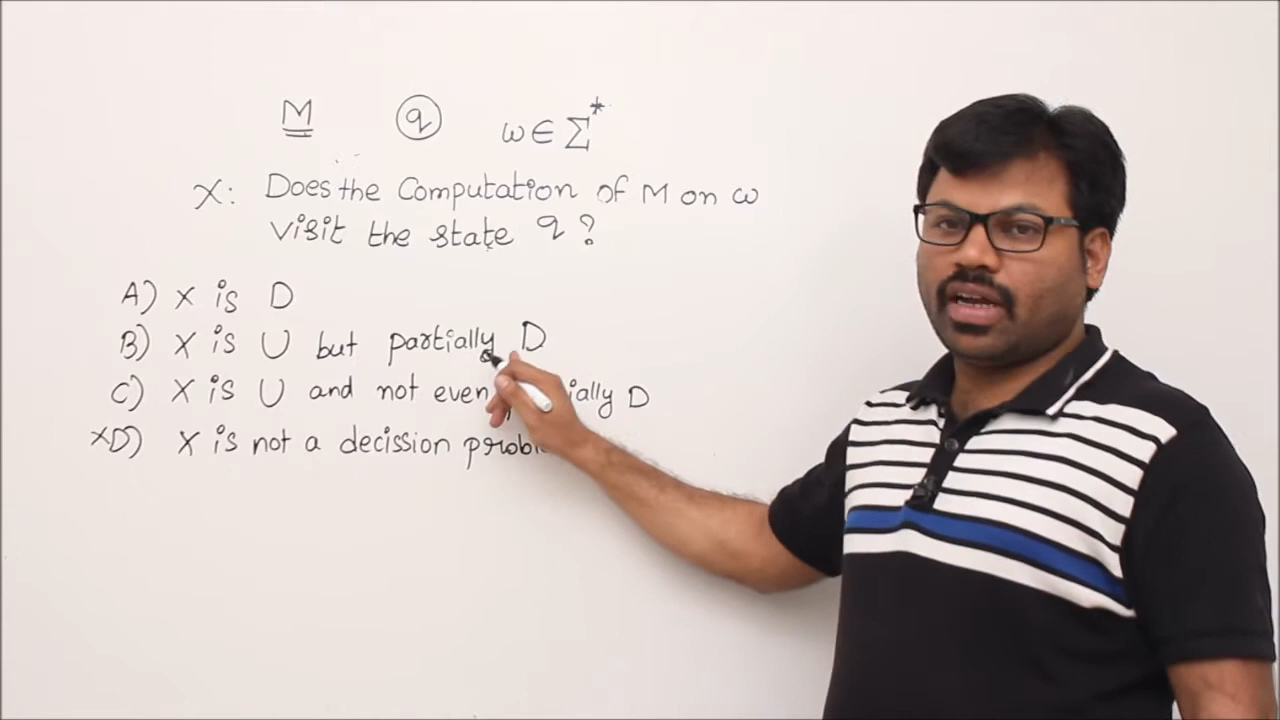 M q ω ∈ Σ*
X: Does the Computation of M on ω
visit the state q?
A) X is D
B) X is U but partially D
C) X is U and not even D
XD) X is not a decission